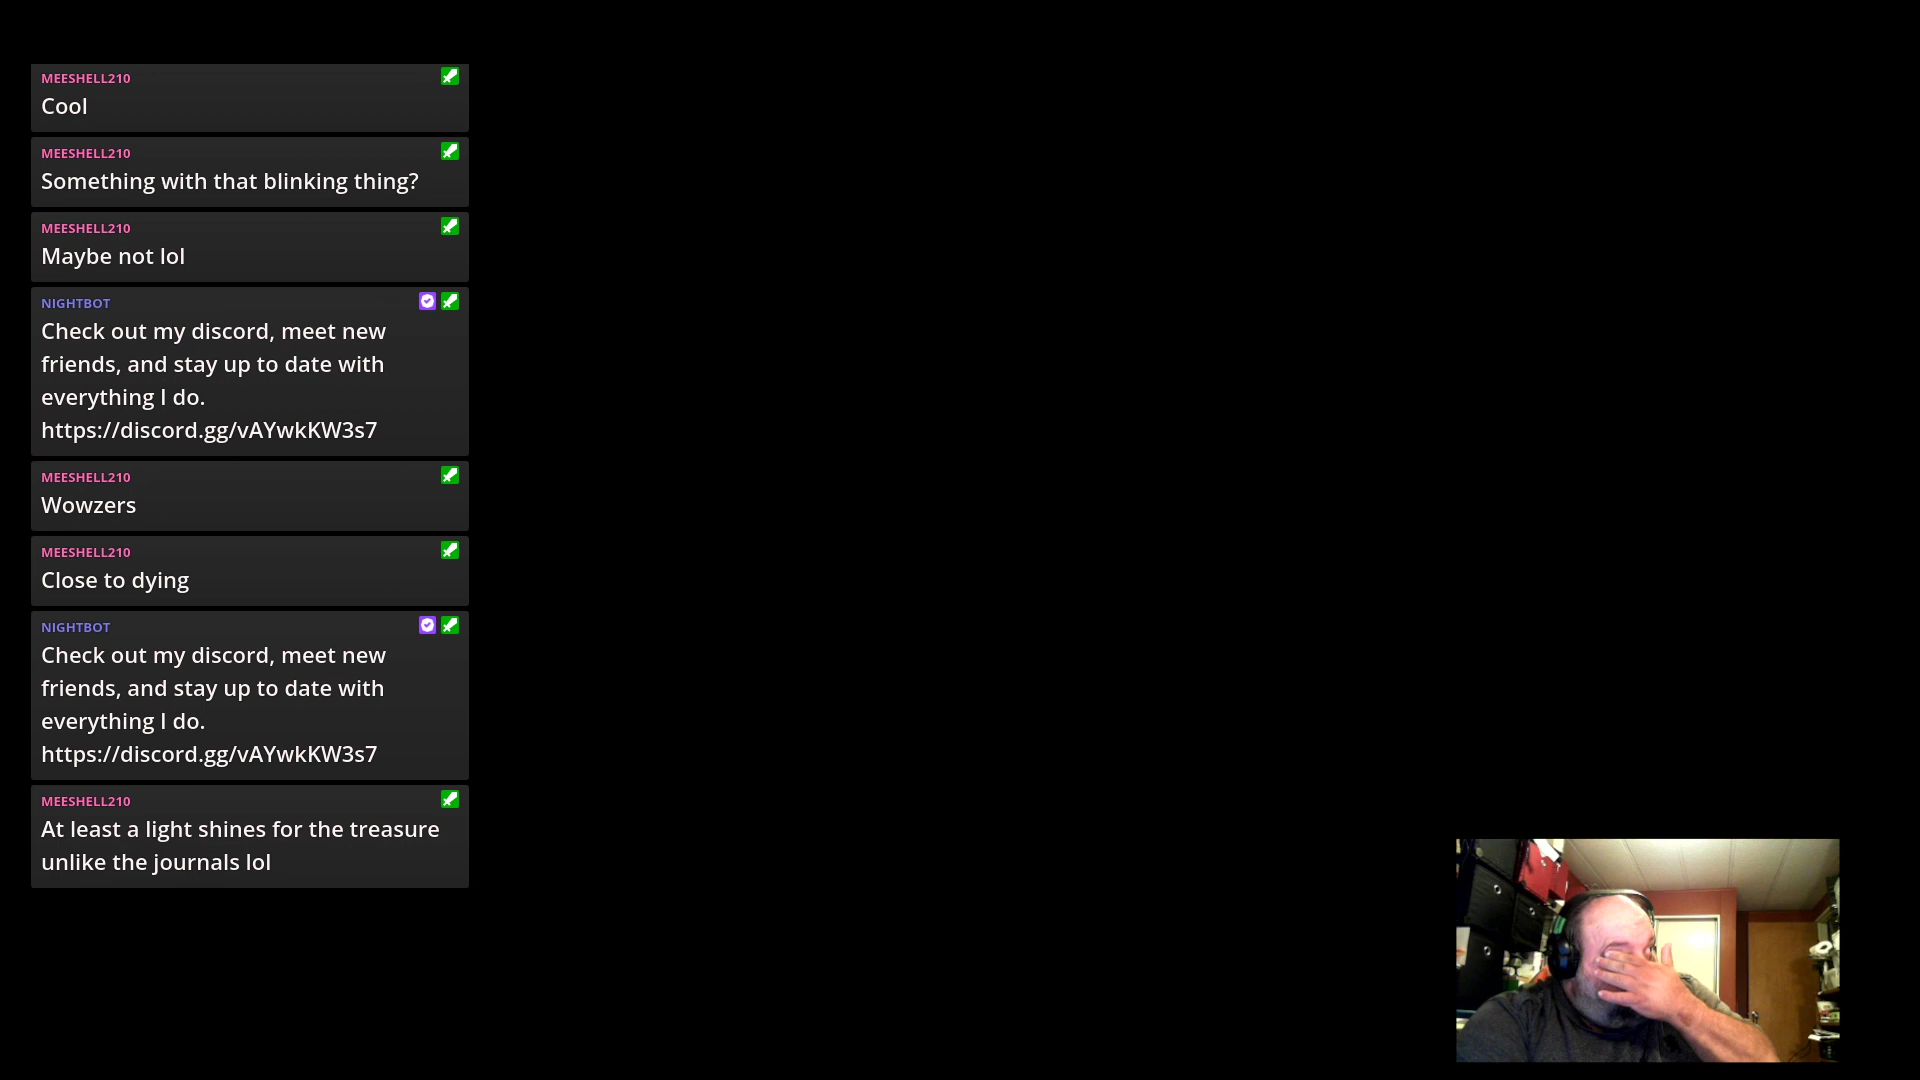 MEESHELL210
Cool
MEESHELL210
Something with that blinking thing?
MEESHELL210
Maybe not lol
NIGHTBOT
Check out my discord, meet new
friends, and stay up to date with
everything I do.
https://discord.gg/vAYwkKW3s7
MEESHELL210
Wowzers
MEESHELL210
Close to dying
NIGHTBOT
Check out my discord, meet new
friends, and stay up to date with
everything I do.
https://discord.gg/vAYwkKW3s7
MEESHELL210
At least a light shines for the treasure
unlike the journals lol